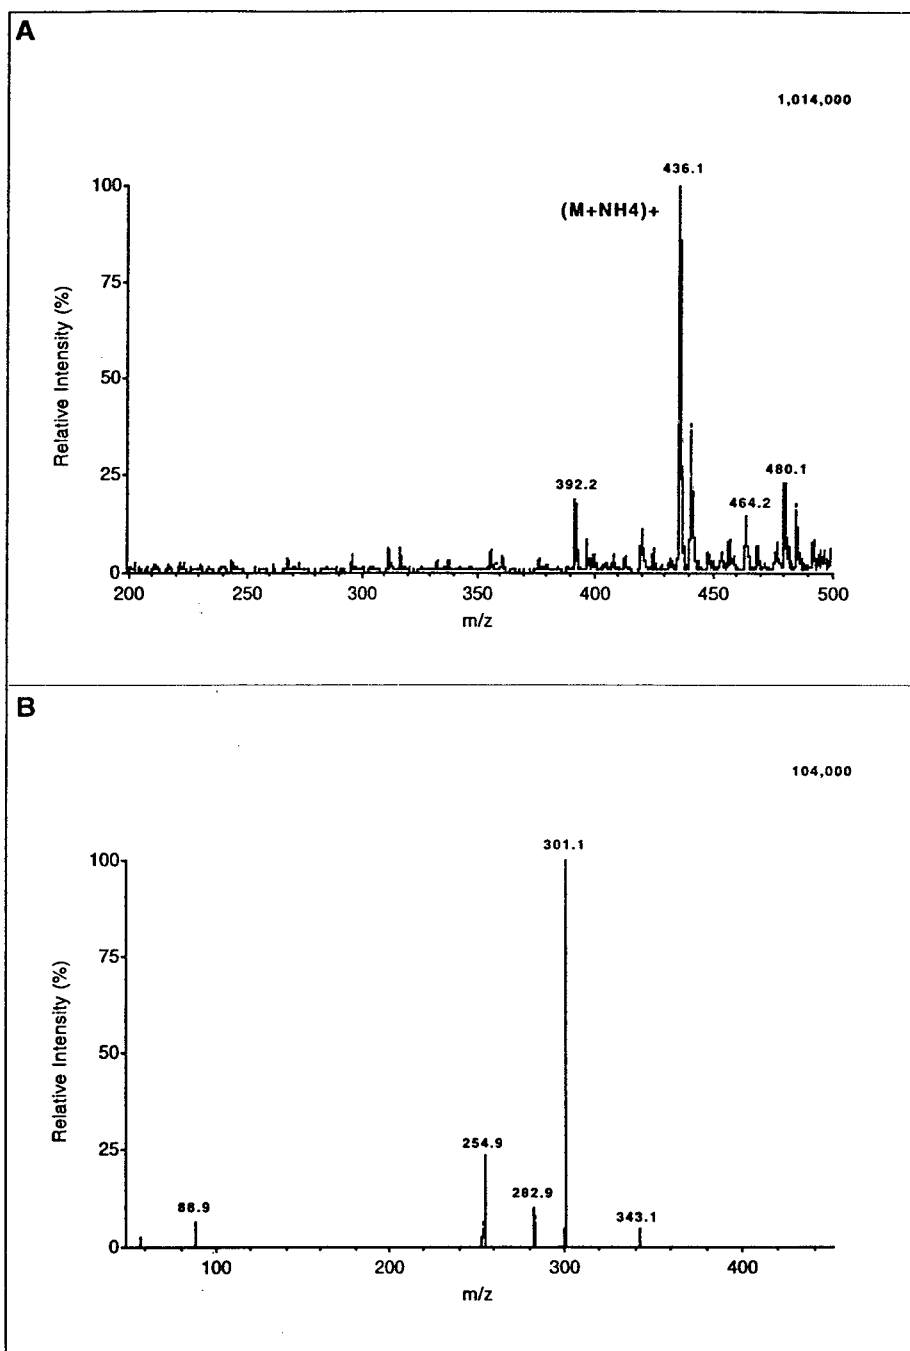 A
1,014,000
436.1
(M+NH4)+
100
75
50
25
0
Relative Intensity (%)
392.2
464.2
480.1
200 250 300 350 400 450 500
m/z
B
104,000
301.1
100
75
50
25
0
Relative Intensity (%)
88.9
254.9
282.9
343.1
100 200 300 400
m/z